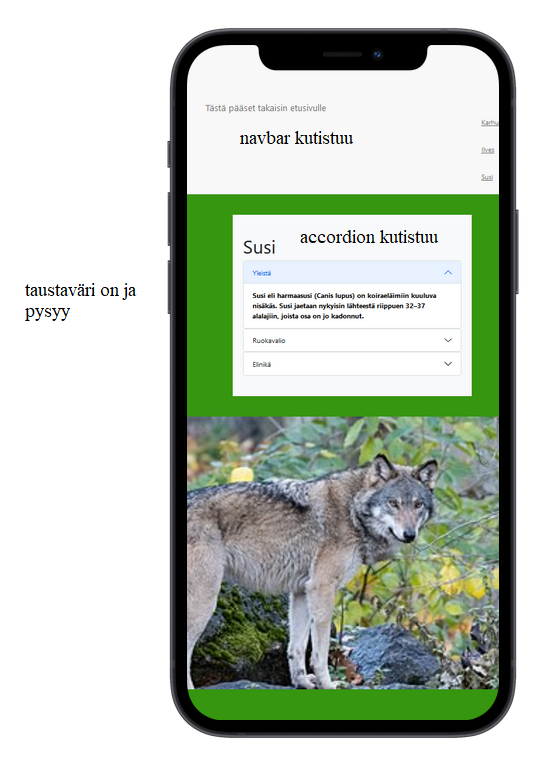 Tästä pääset takaisin etusivulle
Karhu
navbar kutistuu
Ilves
Susi
accordion kutistuu
Susi
Yleistä
taustaväri on ja
pysyy
Susi eli harmaasusi (Canis lupus) on koiraeläimiin kuuluva
nisäkäs. Susi jaetaan nykyisin lähteestä riippuen 32–37
alalajiin, joista osa on jo kadonnut.
Ruokavalio
Elinikä